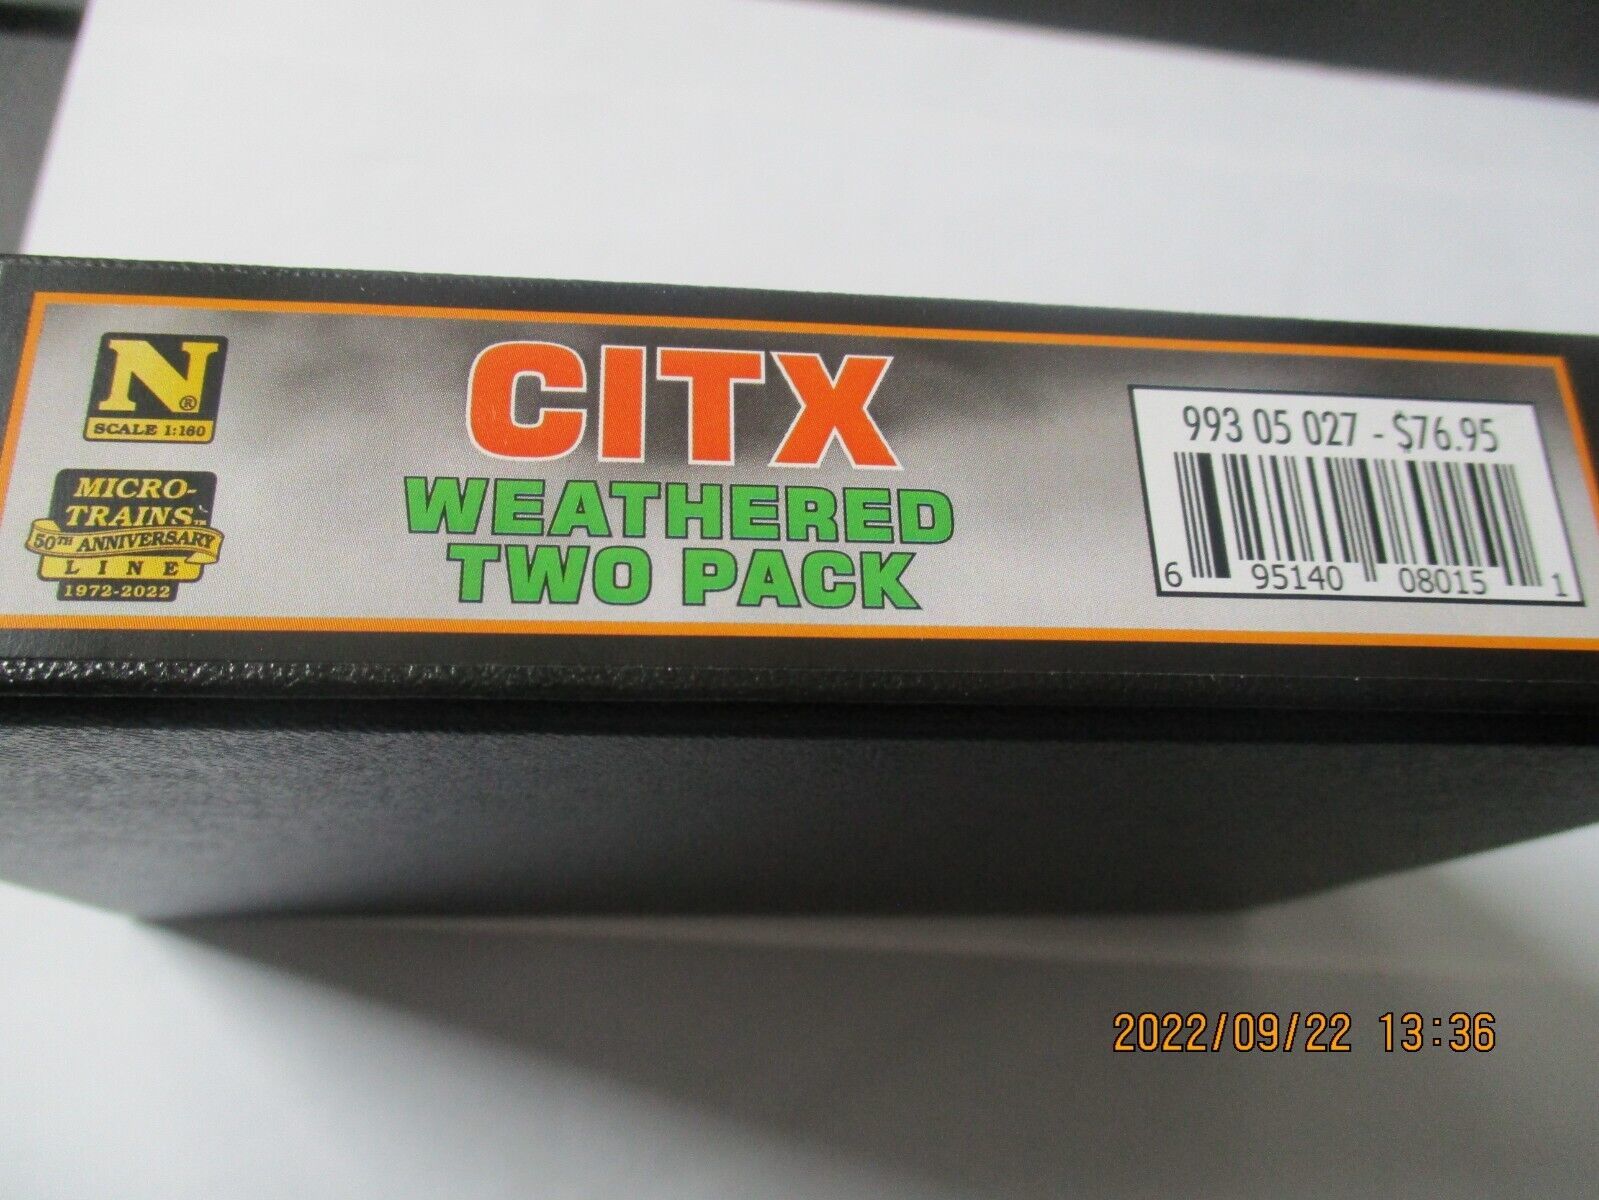 N®
SCALE 1:160
MICRO-
TRAINS™
50TH ANNIVERSARY
LINE
1972-2022
CITX
WEATHERED
TWO PACK
993 05 027 - $76.95
6 95140 08015 1
2022/09/22 13:36